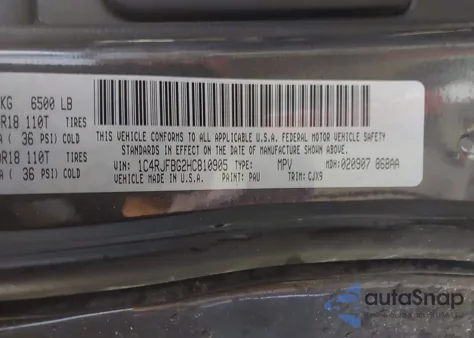 KG 6500 LB
R18 110T TIRES
A ( 36 PSI) COLD
R18 110T TIRES
A ( 36 PSI) COLD
THIS VEHICLE CONFORMS TO ALL APPLICABLE U.S.A. FEDERAL MOTOR VEHICLE SAFETY
STANDARDS IN EFFECT ON THE DATE OF MANUFACTURE SHOWN ABOVE.
VIN: 1C4RJFBG2HC810905 TYPE: MPV MDH:020907 868AA
VEHICLE MADE IN U.S.A. PAINT: PAU TRIM: CJX9
autoSnap